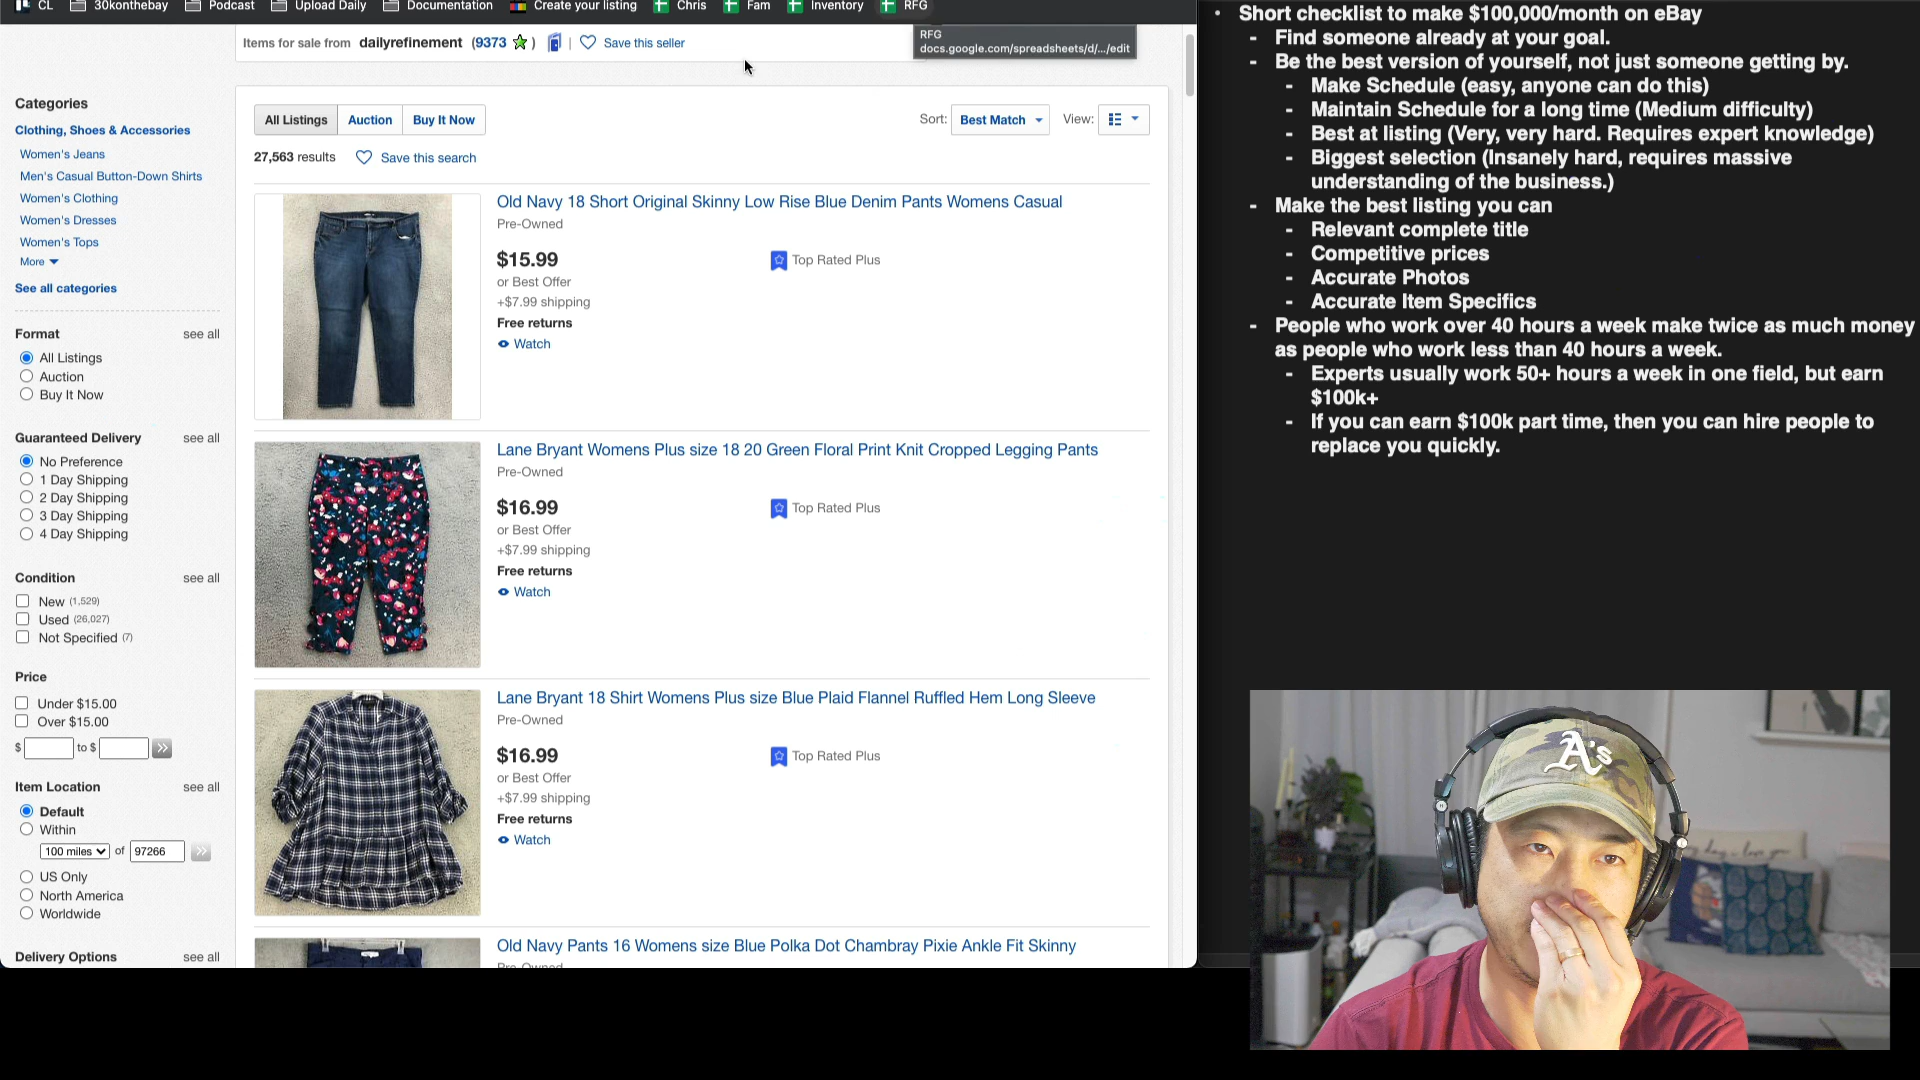 CL
30konthebay
Podcast
Upload Daily
Documentation
Create your listing
Chris
Fam
Inventory
RFG
Items for sale from dailyrefinement (9373 ) | Save this seller
RFG
docs.google.com/spreadsheets/d/.../edit
Categories
Clothing, Shoes & Accessories
Women's Jeans
Men's Casual Button-Down Shirts
Women's Clothing
Women's Dresses
Women's Tops
More
See all categories
Format see all
All Listings
Auction
Buy It Now
Guaranteed Delivery see all
No Preference
1 Day Shipping
2 Day Shipping
3 Day Shipping
4 Day Shipping
Condition see all
New (1,529)
Used (26,027)
Not Specified (7)
Price
Under $15.00
Over $15.00
$ to $
Item Location see all
Default
Within
100 miles of 97266
US Only
North America
Worldwide
Delivery Options see all
All Listings Auction Buy It Now
Sort: Best Match View:
27,563 results Save this search
Old Navy 18 Short Original Skinny Low Rise Blue Denim Pants Womens Casual
Pre-Owned
$15.99 Top Rated Plus
or Best Offer
+$7.99 shipping
Free returns
Watch
Lane Bryant Womens Plus size 18 20 Green Floral Print Knit Cropped Legging Pants
Pre-Owned
$16.99 Top Rated Plus
or Best Offer
+$7.99 shipping
Free returns
Watch
Lane Bryant 18 Shirt Womens Plus size Blue Plaid Flannel Ruffled Hem Long Sleeve
Pre-Owned
$16.99 Top Rated Plus
or Best Offer
+$7.99 shipping
Free returns
Watch
Old Navy Pants 16 Womens size Blue Polka Dot Chambray Pixie Ankle Fit Skinny
Pre-Owned
• Short checklist to make $100,000/month on eBay
- Find someone already at your goal.
- Be the best version of yourself, not just someone getting by.
- Make Schedule (easy, anyone can do this)
- Maintain Schedule for a long time (Medium difficulty)
- Best at listing (Very, very hard. Requires expert knowledge)
- Biggest selection (Insanely hard, requires massive
understanding of the business.)
- Make the best listing you can
- Relevant complete title
- Competitive prices
- Accurate Photos
- Accurate Item Specifics
- People who work over 40 hours a week make twice as much money
as people who work less than 40 hours a week.
- Experts usually work 50+ hours a week in one field, but earn
$100k+
- If you can earn $100k part time, then you can hire people to
replace you quickly.
A's